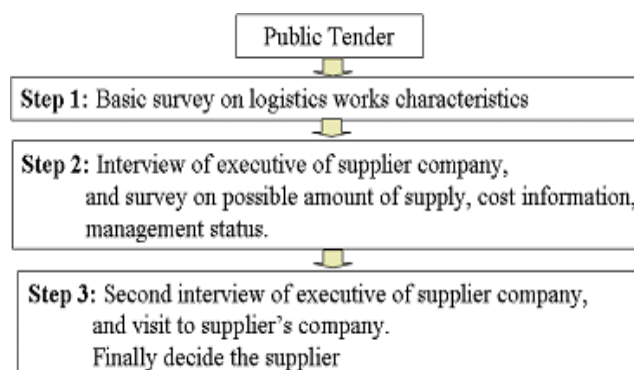 Public Tender
Step 1: Basic survey on logistics works characteristics
Step 2: Interview of executive of supplier company,
and survey on possible amount of supply, cost information,
management status.
Step 3: Second interview of executive of supplier company,
and visit to supplier's company.
Finally decide the supplier